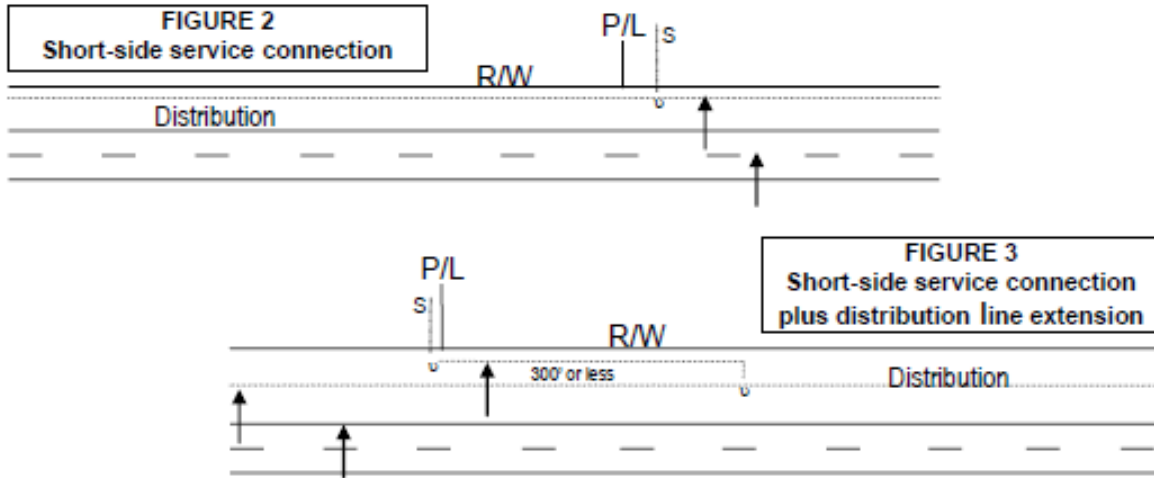 FIGURE 2
Short-side service connection
P/L
S
R/W
Distribution
FIGURE 3
Short-side service connection
plus distribution line extension
P/L
S
R/W
300' or less
Distribution